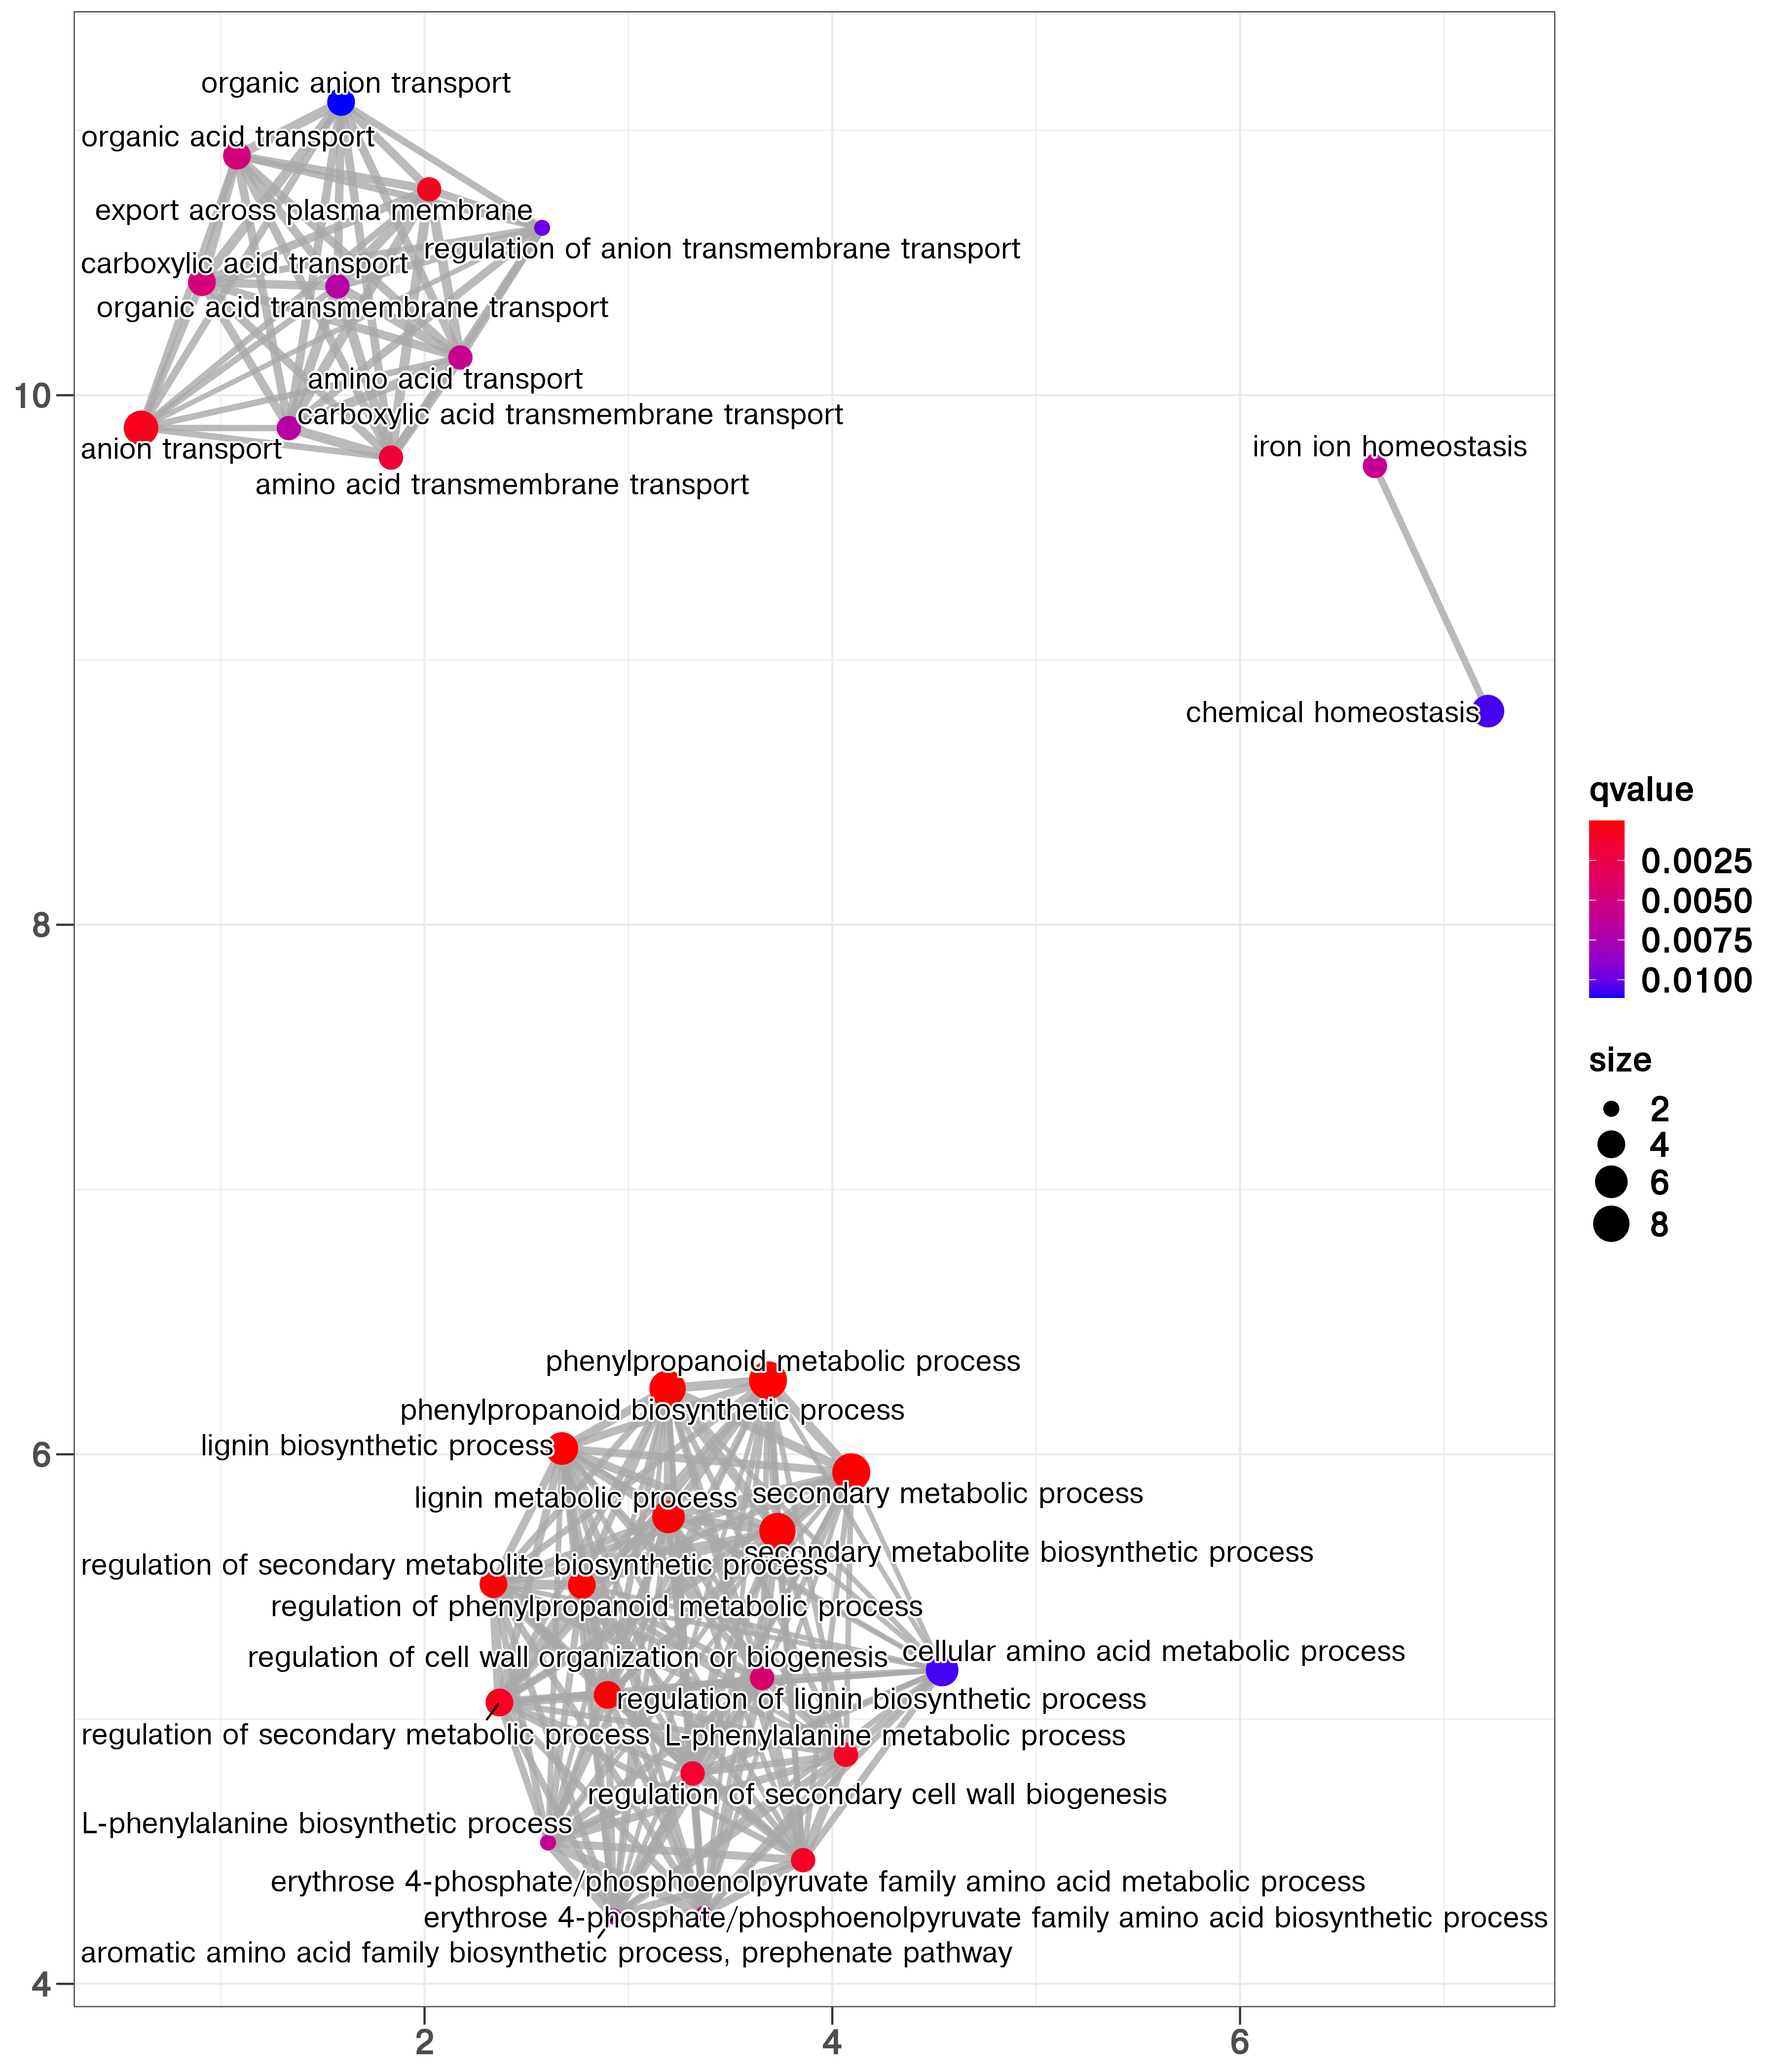 organic anion transport
organic acid transport
export across plasma membrane
regulation of anion transmembrane transport
carboxylic acid transport
organic acid transmembrane transport
amino acid transport
10
carboxylic acid transmembrane transport
anion transport
iron ion homeostasis
amino acid transmembrane transport
chemical homeostasis
qvalue
0.0025
0.0050
0.0075
0.0100
8
size
2
4
6
8
phenylpropanoid metabolic process
phenylpropanoid biosynthetic process
lignin biosynthetic process
6
lignin metabolic process
secondary metabolic process
secondary metabolite biosynthetic process
regulation of secondary metabolite biosynthetic process
regulation of phenylpropanoid metabolic process
regulation of cell wall organization or biogenesis
cellular amino acid metabolic process
regulation of lignin biosynthetic process
regulation of secondary metabolic process
L-phenylalanine metabolic process
regulation of secondary cell wall biogenesis
L-phenylalanine biosynthetic process
erythrose 4-phosphate/phosphoenolpyruvate family amino acid metabolic process
erythrose 4-phosphate/phosphoenolpyruvate family amino acid biosynthetic process
aromatic amino acid family biosynthetic process, prephenate pathway
4
2
4
6